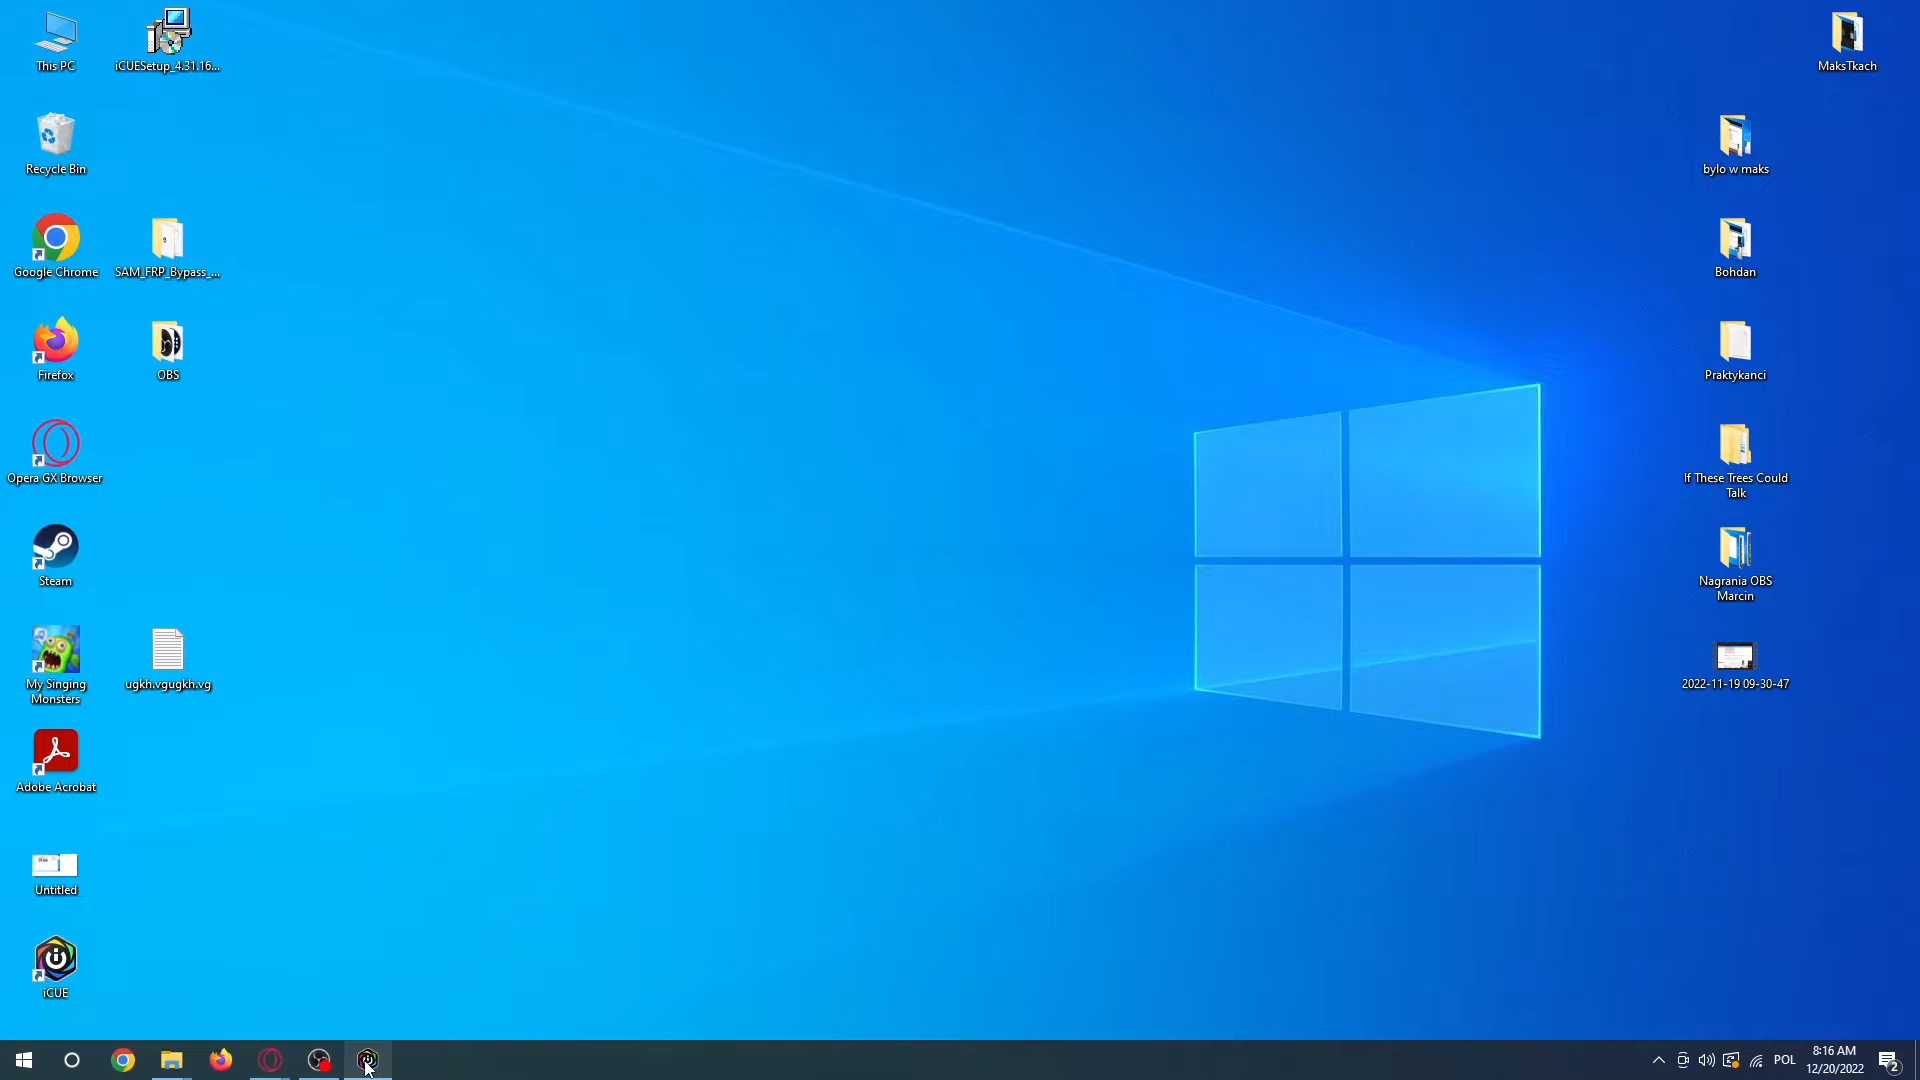 This PC
iCUESetup_4.31.16...
MaksTkach
Recycle Bin
bylo w maks
Google Chrome
SAM_FRP_Bypass_...
Bohdan
Firefox
OBS
Praktykanci
Opera GX Browser
If These Trees Could
Talk
Steam
Nagrania OBS
Marcin
My Singing
Monsters
ugkh.vgugkh.vg
2022-11-19 09-30-47
Adobe Acrobat
Untitled
iCUE
POL
8:16 AM
12/20/2022
2